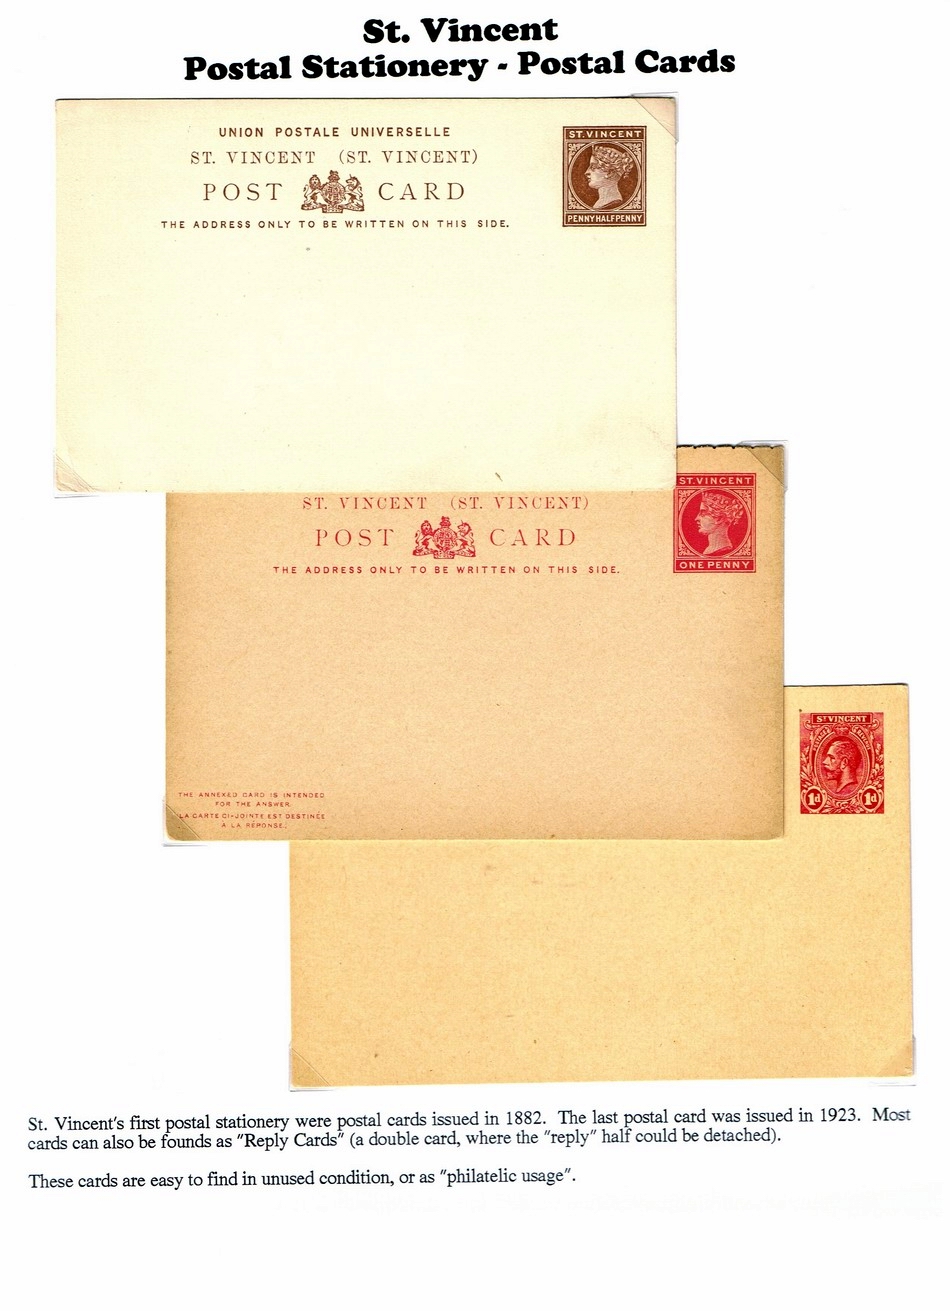 St. Vincent
Postal Stationery - Postal Cards
UNION POSTALE UNIVERSELLE
ST. VINCENT (ST. VINCENT)
POST CARD
THE ADDRESS ONLY TO BE WRITTEN ON THIS SIDE.
ST. VINCENT
PENNYHALFPENNY
ST. VINCENT (ST. VINCENT)
POST CARD
THE ADDRESS ONLY TO BE WRITTEN ON THIS SIDE.
ST. VINCENT
ONE PENNY
THE ANNEXED CARD IS INTENDED
FOR THE ANSWER.
LA CARTE CI-JOINTE EST DESTINÉE
À LA RÉPONSE.
ST VINCENT
1d 1d
St. Vincent's first postal stationery were postal cards issued in 1882. The last postal card was issued in 1923. Most
cards can also be founds as "Reply Cards" (a double card, where the "reply" half could be detached).
These cards are easy to find in unused condition, or as "philatelic usage".